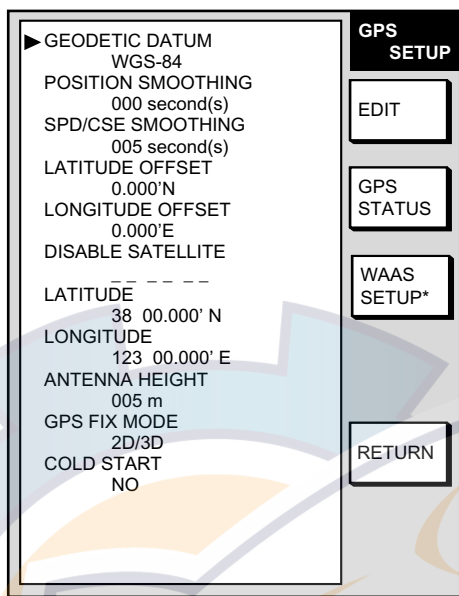 ▶GEODETIC DATUM
WGS-84
POSITION SMOOTHING
000 second(s)
SPD/CSE SMOOTHING
005 second(s)
LATITUDE OFFSET
0.000’N
LONGITUDE OFFSET
0.000’E
DISABLE SATELLITE
_ _ _ _ _ _
LATITUDE
38 00.000’ N
LONGITUDE
123 00.000’ E
ANTENNA HEIGHT
005 m
GPS FIX MODE
2D/3D
COLD START
NO
GPS
SETUP
EDIT
GPS
STATUS
WAAS
SETUP*
RETURN